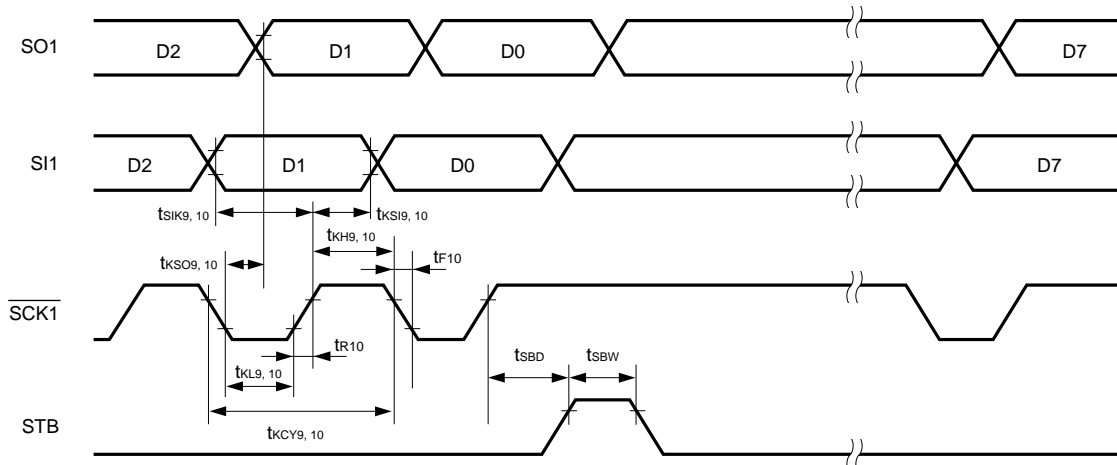 SO1 D2 D1 D0 D7
SI1 D2 D1 D0 D7
tSIK9, 10 tKSI9, 10
tKH9, 10
tKSO9, 10 tF10
SCK1
tR10 tSBD tSBW
tKL9, 10
STB
tKCY9, 10